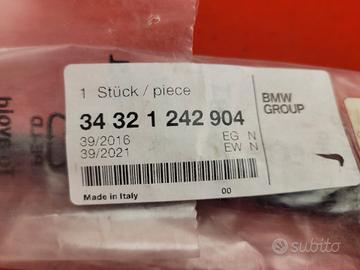 1 Stück / piece
34 32 1 242 904
39/2016 EG N
39/2021 EW N
Made in Italy
00
BMW
GROUP
subito